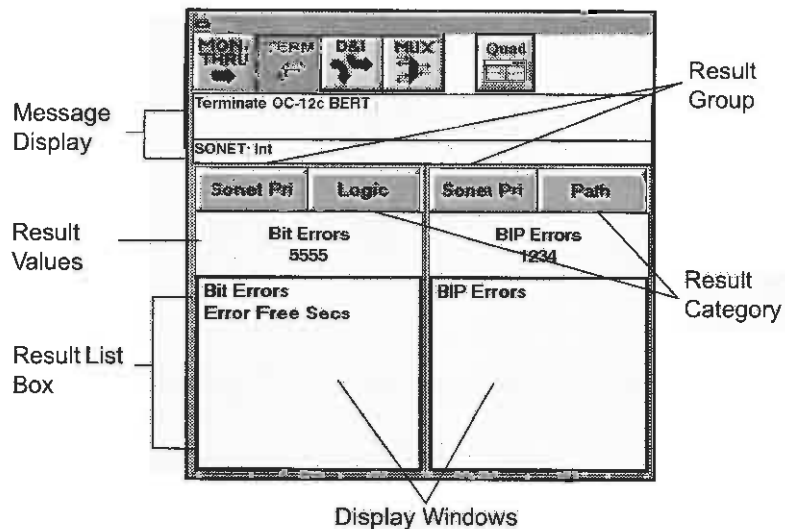 MON. THRU
TERM
D&I
MUX
Quad
Result Group
Message Display
Terminate OC-12c BERT
SONET: Int
Sonet Pri
Logic
Sonet Pri
Path
Result Values
Bit Errors
5555
BIP Errors
1234
Result Category
Bit Errors
Error Free Secs
BIP Errors
Result List Box
Display Windows